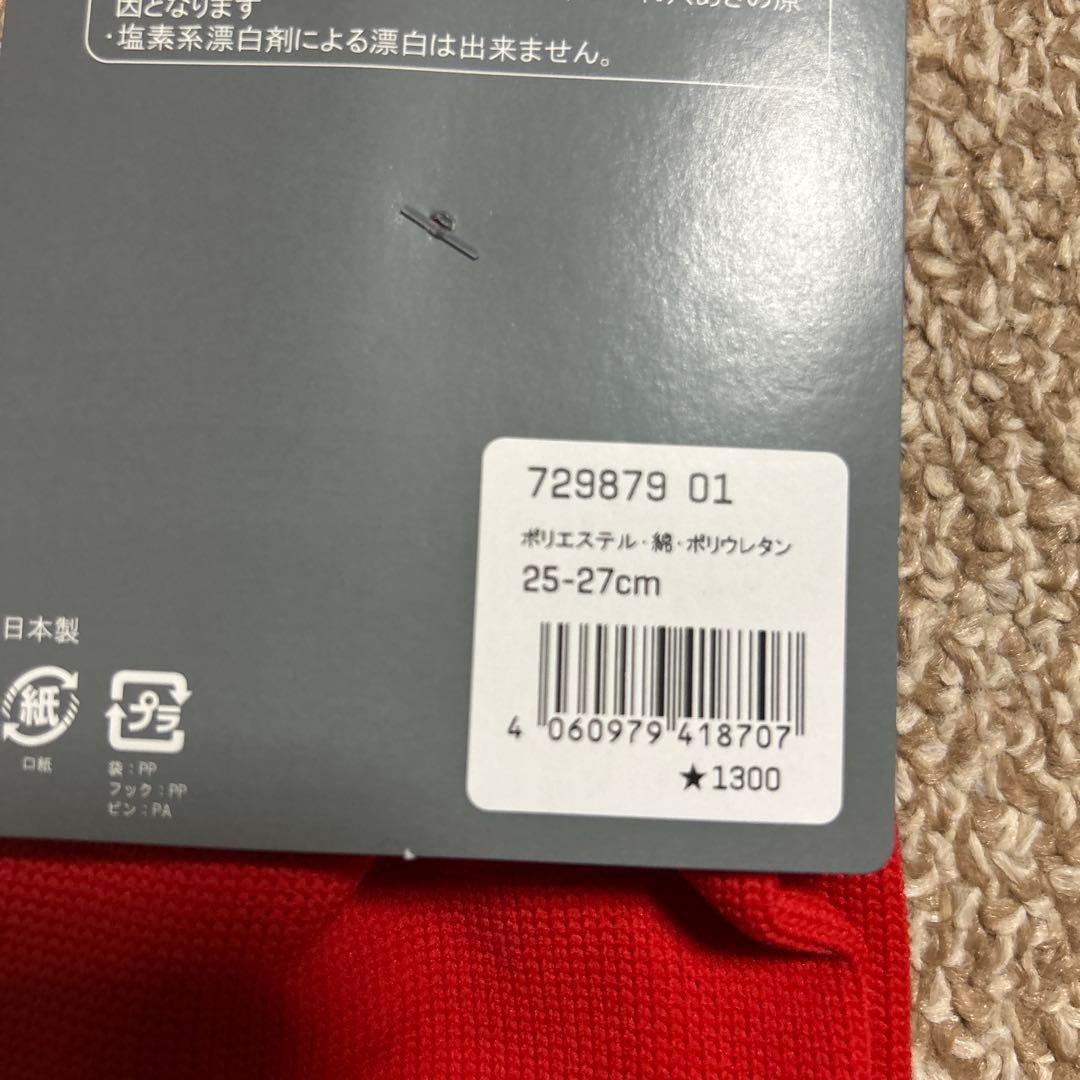 因となります
・塩素系漂白剤による漂白は出来ません。
729879 01
ポリエステル・綿・ポリウレタン
25-27cm
4 060979 418707
★1300
日本製
紙
プラ
口紙
袋:PP
フック:PP
ピン:PA